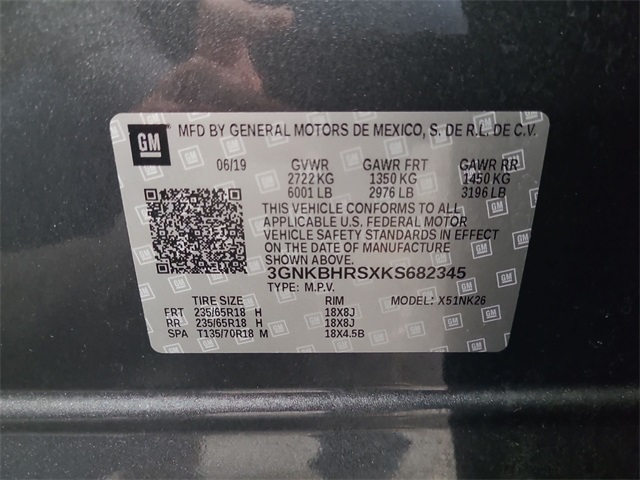 GM MFD BY GENERAL MOTORS DE MEXICO, S. DE R.L. DE C.V.
06/19 GVWR GAWR FRT GAWR RR
2722 KG 1350 KG 1450 KG
6001 LB 2976 LB 3196 LB
THIS VEHICLE CONFORMS TO ALL
APPLICABLE U.S. FEDERAL MOTOR
VEHICLE SAFETY STANDARDS IN EFFECT
ON THE DATE OF MANUFACTURE
SHOWN ABOVE.
3GNKBHRSXKS682345
TYPE: M.P.V.
TIRE SIZE RIM MODEL: X51NK26
FRT 235/65R18 H 18X8J
RR 235/65R18 H 18X8J
SPA T135/70R18 M 18X4.5B